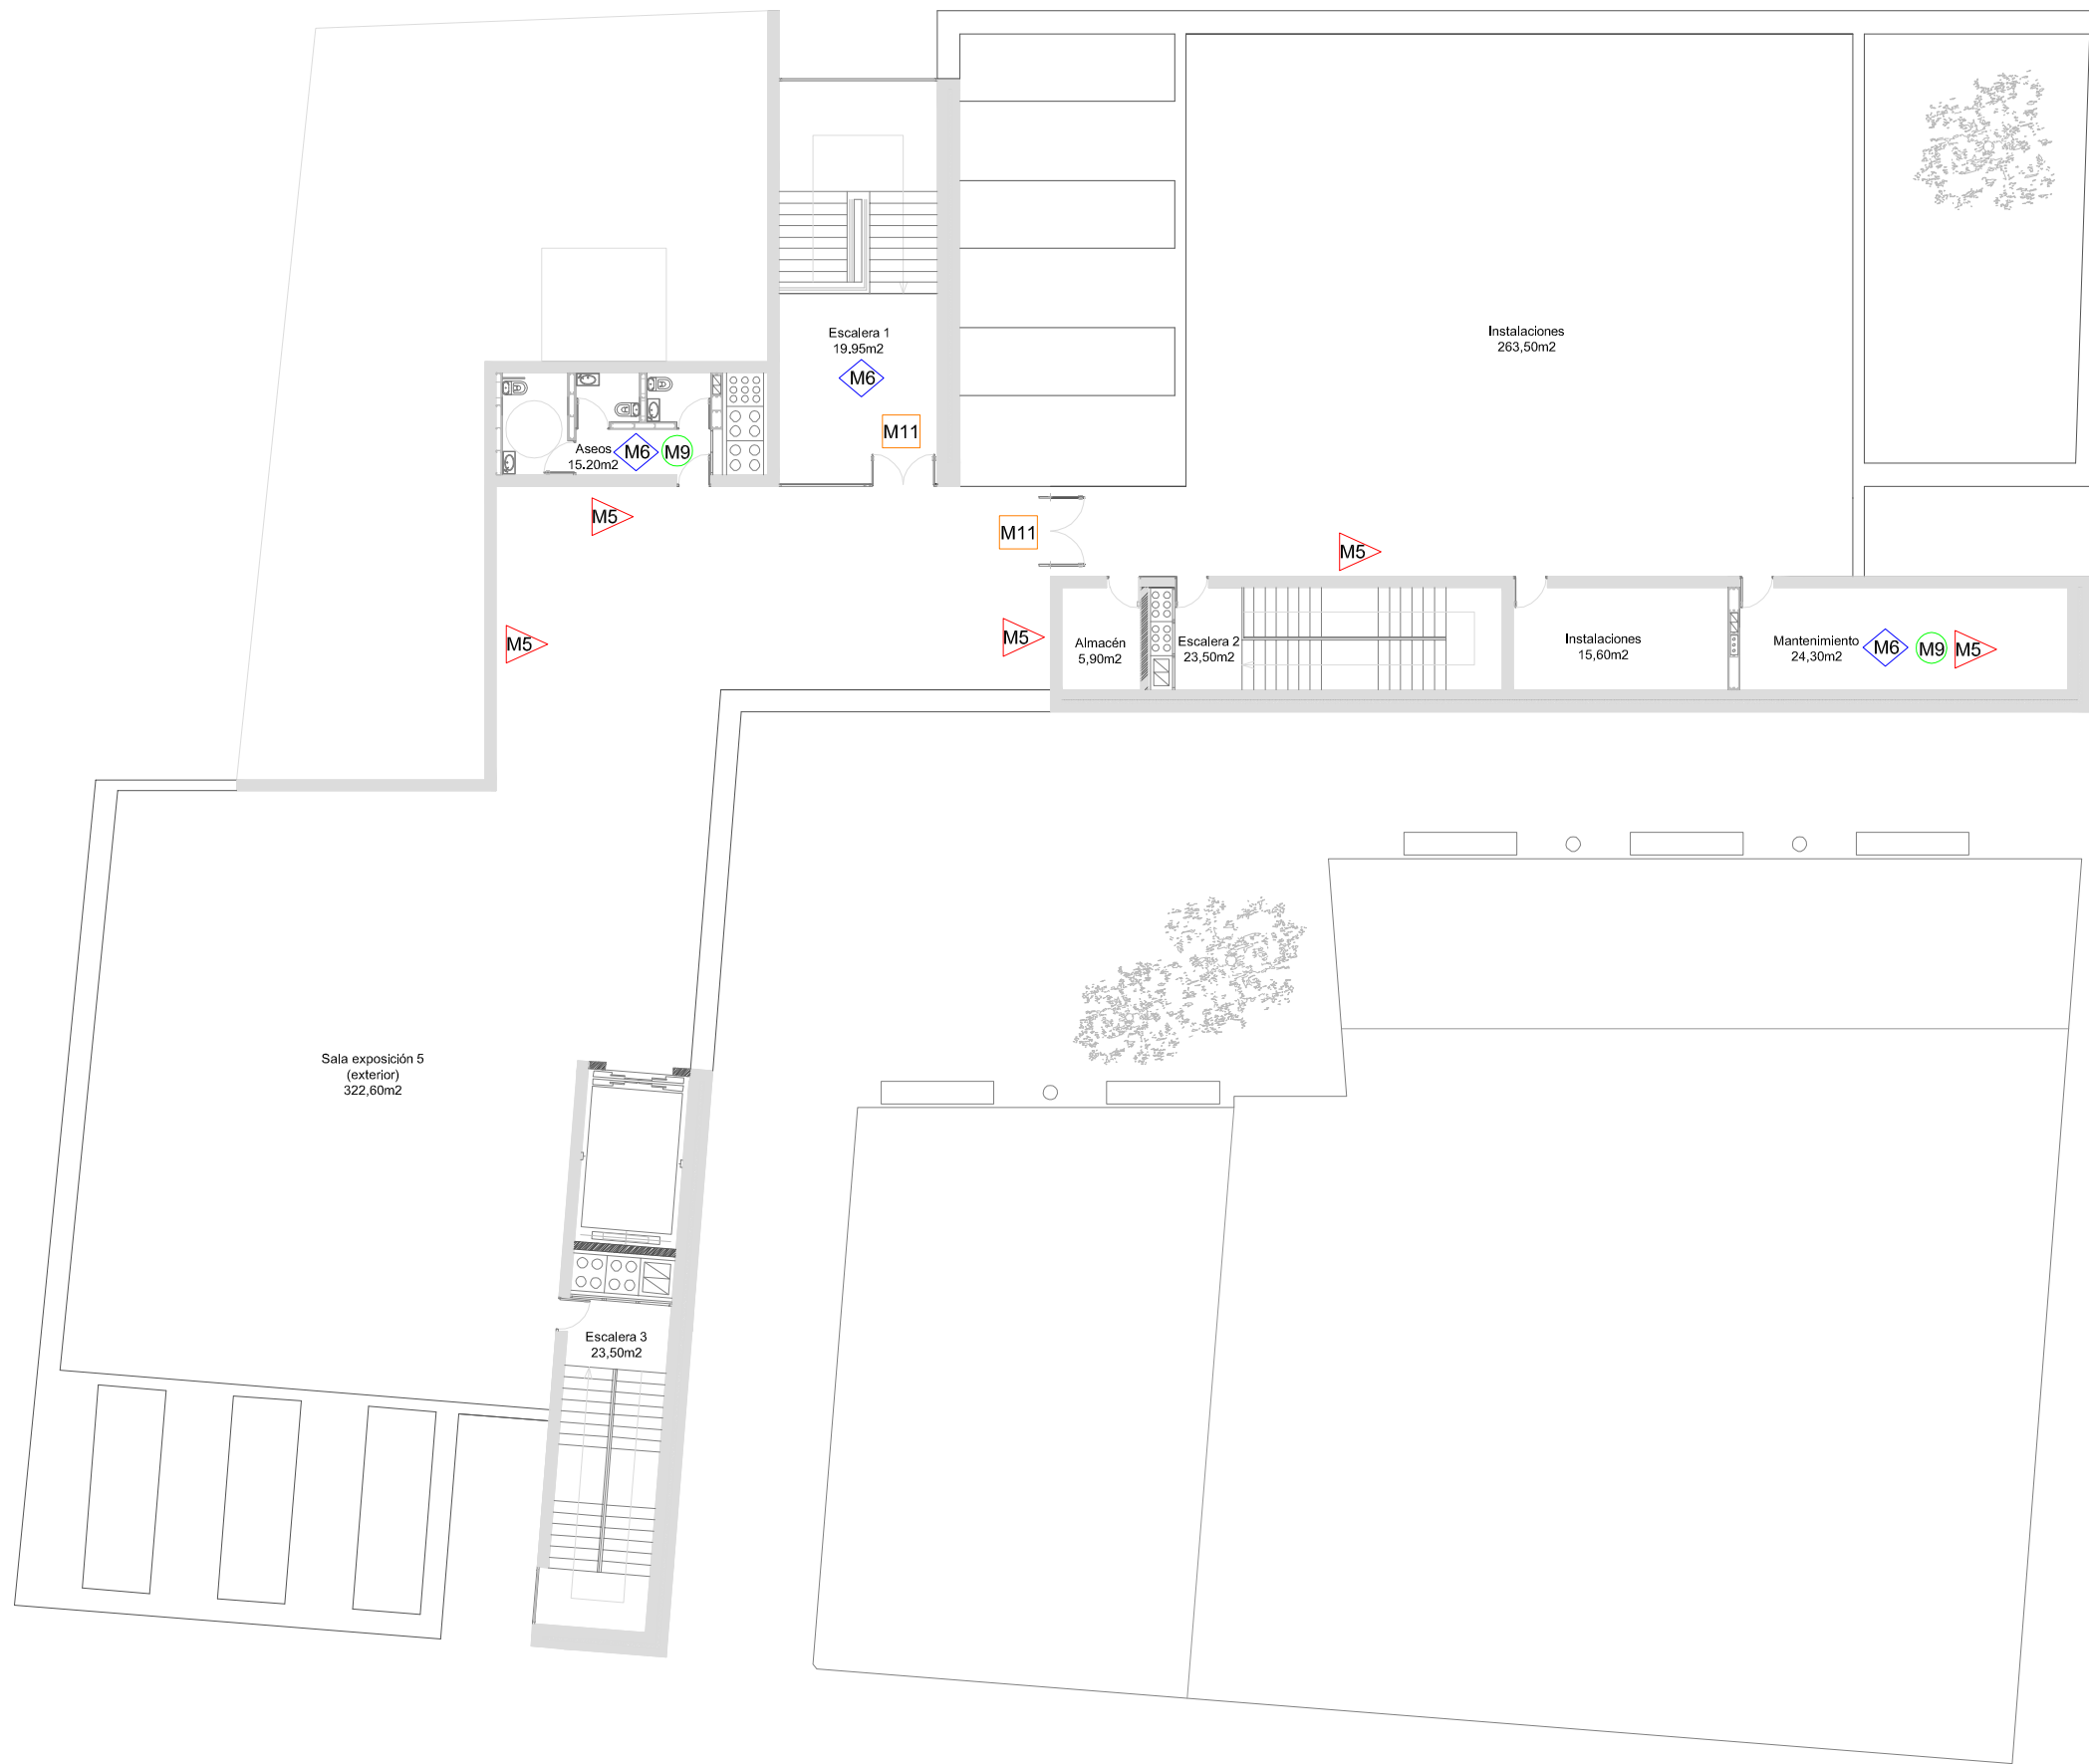 Escalera 1
19.95m2
M6
M11
Instalaciones
263,50m2
Aseos
15.20m2
M6
M9
M5
M11
M5
M5
M5
Almacén
5,90m2
Escalera 2
23,50m2
Instalaciones
15,60m2
Mantenimiento
24,30m2
M6
M9
M5
Sala exposición 5
(exterior)
322,60m2
Escalera 3
23,50m2